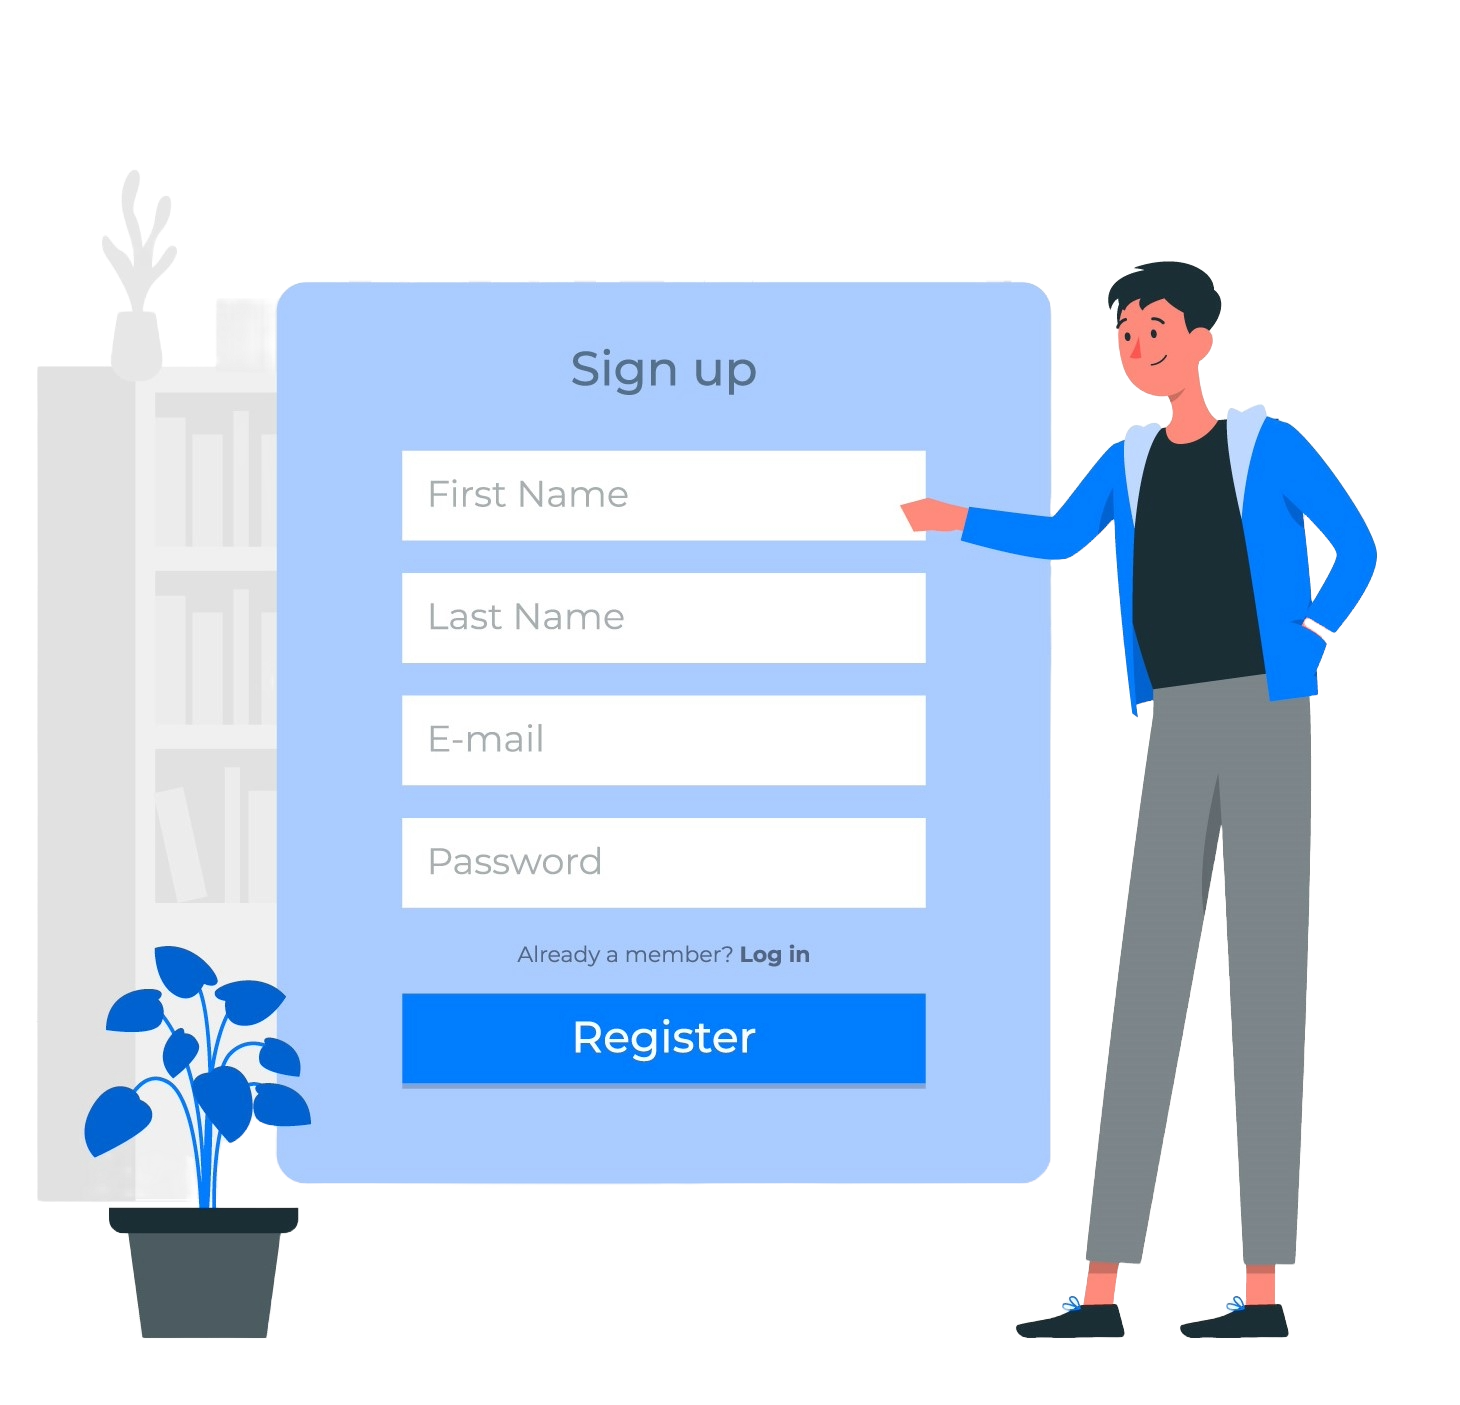 Sign up
First Name
Last Name
E-mail
Password
Already a member? Log in
Register